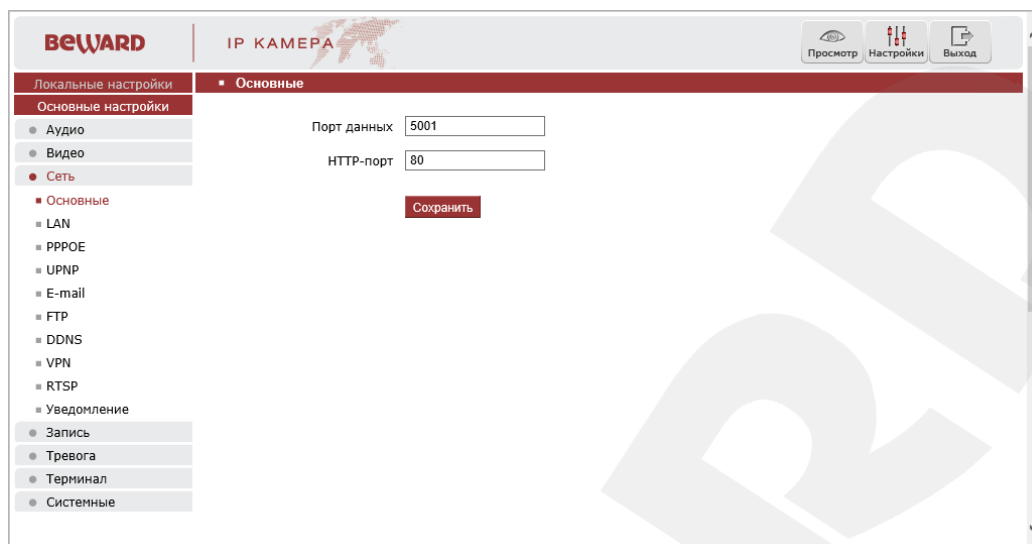 BEWARD
IP КАМЕРА
Просмотр
Настройки
Выход
Локальные настройки
Основные
Основные настройки
Аудио
Видео
Сеть
Основные
LAN
PPPOE
UPNP
E-mail
FTP
DDNS
VPN
RTSP
Уведомление
Запись
Тревога
Терминал
Системные
Порт данных 5001
HTTP-порт 80
Сохранить
RD